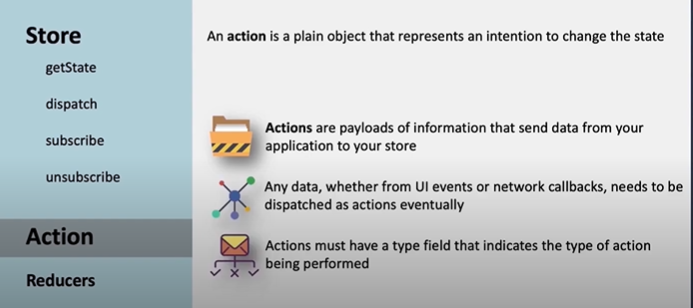 Store
getState
dispatch
subscribe
unsubscribe
Action
Reducers
An action is a plain object that represents an intention to change the state
Actions are payloads of information that send data from your
application to your store
Any data, whether from UI events or network callbacks, needs to be
dispatched as actions eventually
Actions must have a type field that indicates the type of action
being performed